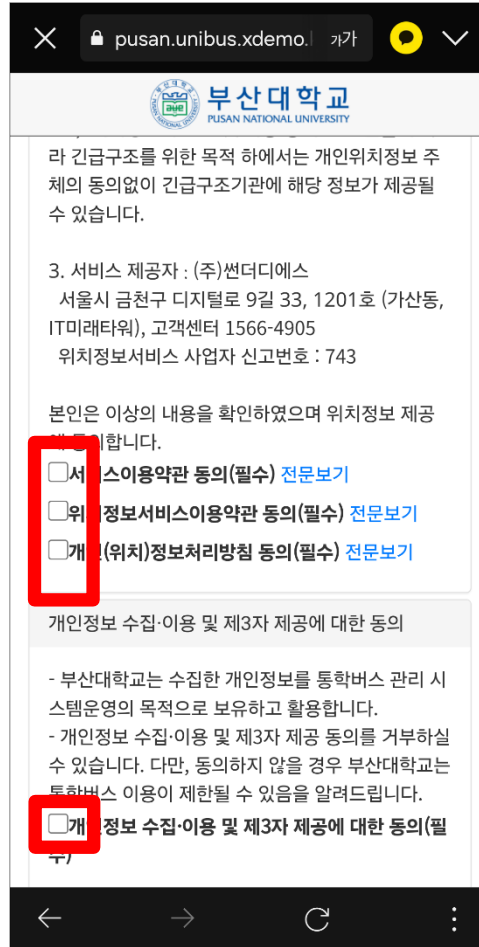 pusan.unibus.xdemo. 가가
부산대학교
PUSAN NATIONAL UNIVERSITY
라 긴급구조를 위한 목적 하에서는 개인위치정보 주
체의 동의없이 긴급구조기관에 해당 정보가 제공될
수 있습니다.
3. 서비스 제공자 : (주)썬더디에스
서울시 금천구 디지털로 9길 33, 1201호 (가산동,
IT미래타워), 고객센터 1566-4905
위치정보서비스 사업자 신고번호 : 743
본인은 이상의 내용을 확인하였으며 위치정보 제공
에 동의합니다.
서비스이용약관 동의(필수) 전문보기
위치정보서비스이용약관 동의(필수) 전문보기
개인(위치)정보처리방침 동의(필수) 전문보기
개인정보 수집·이용 및 제3자 제공에 대한 동의
- 부산대학교는 수집한 개인정보를 통학버스 관리 시
스템운영의 목적으로 보유하고 활용합니다.
- 개인정보 수집·이용 및 제3자 제공 동의를 거부하실
수 있습니다. 다만, 동의하지 않을 경우 부산대학교는
통학버스 이용이 제한될 수 있음을 알려드립니다.
개인정보 수집·이용 및 제3자 제공에 대한 동의(필
수)